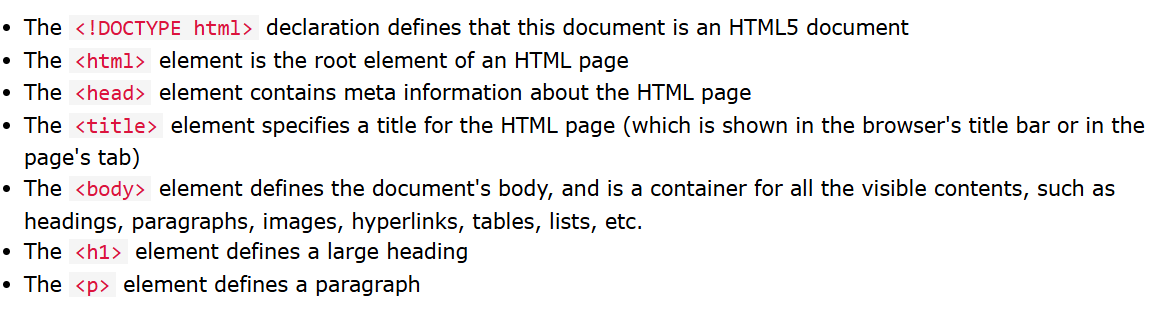 • The <!DOCTYPE html> declaration defines that this document is an HTML5 document
• The <html> element is the root element of an HTML page
• The <head> element contains meta information about the HTML page
• The <title> element specifies a title for the HTML page (which is shown in the browser's title bar or in the
page's tab)
• The <body> element defines the document's body, and is a container for all the visible contents, such as
headings, paragraphs, images, hyperlinks, tables, lists, etc.
• The <h1> element defines a large heading
• The <p> element defines a paragraph